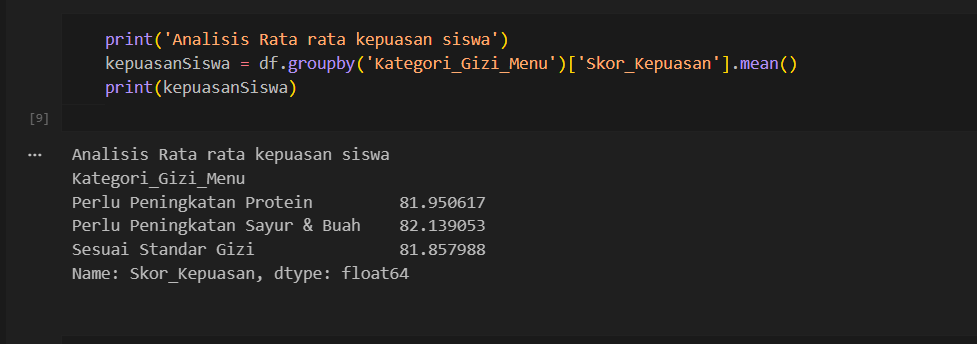 print('Analisis Rata rata kepuasan siswa')
kepuasanSiswa = df.groupby('Kategori_Gizi_Menu')['Skor_Kepuasan'].mean()
print(kepuasanSiswa)
[9]
...
Analisis Rata rata kepuasan siswa
Kategori_Gizi_Menu
Perlu Peningkatan Protein         81.950617
Perlu Peningkatan Sayur & Buah    82.139053
Sesuai Standar Gizi               81.857988
Name: Skor_Kepuasan, dtype: float64